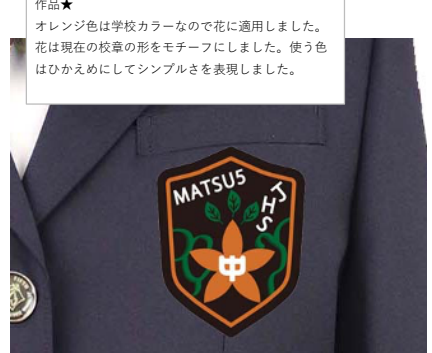 作品★
オレンジ色は学校カラーなので花に適用しました。
花は現在の校章の形をモチーフにしました。使う色
はひかえめにしてシンプルさを表現しました。
MATSU5
JHS
中